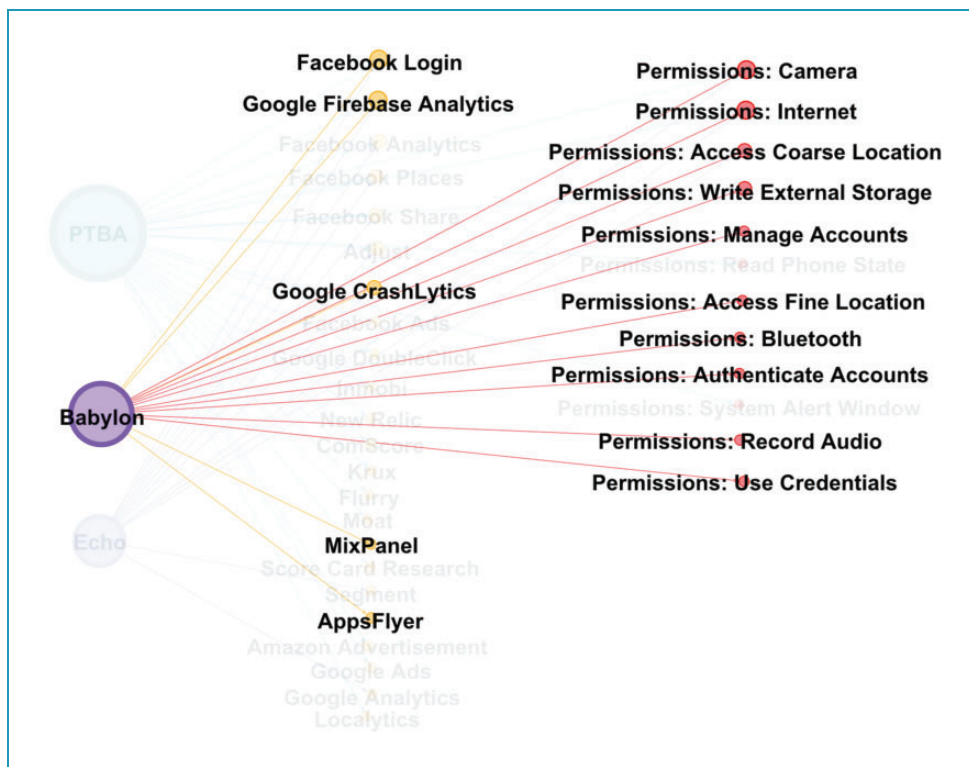 Facebook Login
Google Firebase Analytics
Facebook Analytics
Facebook Places
Facebook Share
Adjust
Google CrashLytics
Facebook Ads
Google DoubleClick
Inmobi
New Relic
ComScore
Krux
Flurry
Moat
MixPanel
Score Card Research
Segment
AppsFlyer
Amazon Advertisement
Google Ads
Google Analytics
Localytics
PTBA
Babylon
Echo
Permissions: Camera
Permissions: Internet
Permissions: Access Coarse Location
Permissions: Write External Storage
Permissions: Manage Accounts
Permissions: Read Phone State
Permissions: Access Fine Location
Permissions: Bluetooth
Permissions: Authenticate Accounts
Permissions: System Alert Window
Permissions: Record Audio
Permissions: Use Credentials